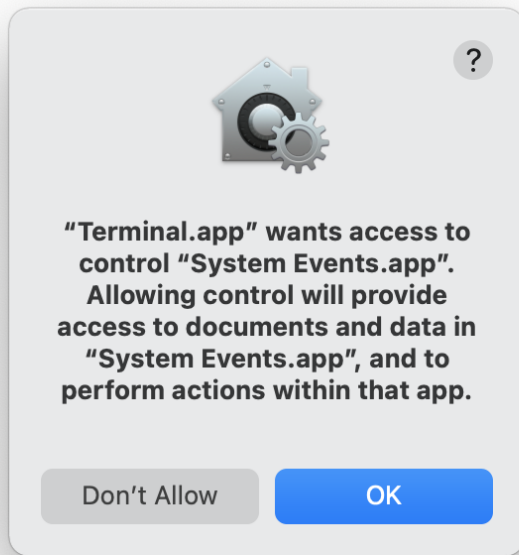 ?
“Terminal.app” wants access to
control “System Events.app”.
Allowing control will provide
access to documents and data in
“System Events.app”, and to
perform actions within that app.
Don’t Allow
OK